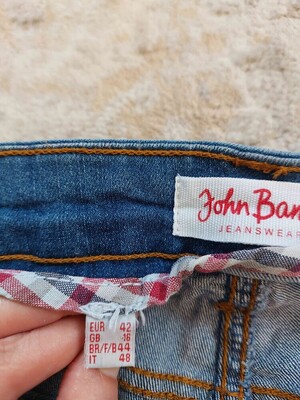 John Ban
JEANSWEAR
EUR 42
GB 16
BR/F/B 44
IT 48